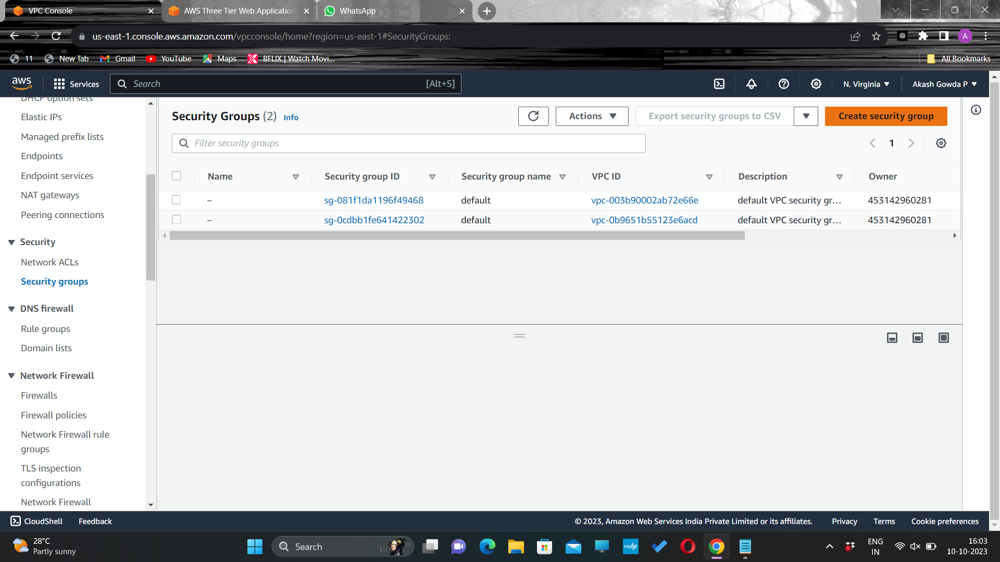 VPC Console
AWS Three Tier Web Application
WhatsApp
us-east-1.console.aws.amazon.com/vpcconsole/home?region=us-east-1#SecurityGroups:
A
11
New Tab
Gmail
YouTube
Maps
BFLIX | Watch Movi...
All Bookmarks
aws
Services
Search
[Alt+S]
N. Virginia
Akash Gowda P
DHCP option sets
Elastic IPs
Managed prefix lists
Endpoints
Endpoint services
NAT gateways
Peering connections
Security
Network ACLs
Security groups
DNS firewall
Rule groups
Domain lists
Network Firewall
Firewalls
Firewall policies
Network Firewall rule
groups
TLS inspection
configurations
Network Firewall
Security Groups (2) Info
Actions
Export security groups to CSV
Create security group
Filter security groups
1
Name Security group ID Security group name VPC ID Description Owner
– sg-081f1da1196f49468 default vpc-003b90002ab72e66e default VPC security gr... 453142960281
– sg-0cdbb1fe641422302 default vpc-0b9651b55123e6acd default VPC security gr... 453142960281
CloudShell
Feedback
© 2023, Amazon Web Services India Private Limited or its affiliates.
Privacy
Terms
Cookie preferences
28°C
Partly sunny
Search
myhp
1
ENG
IN
16:03
10-10-2023